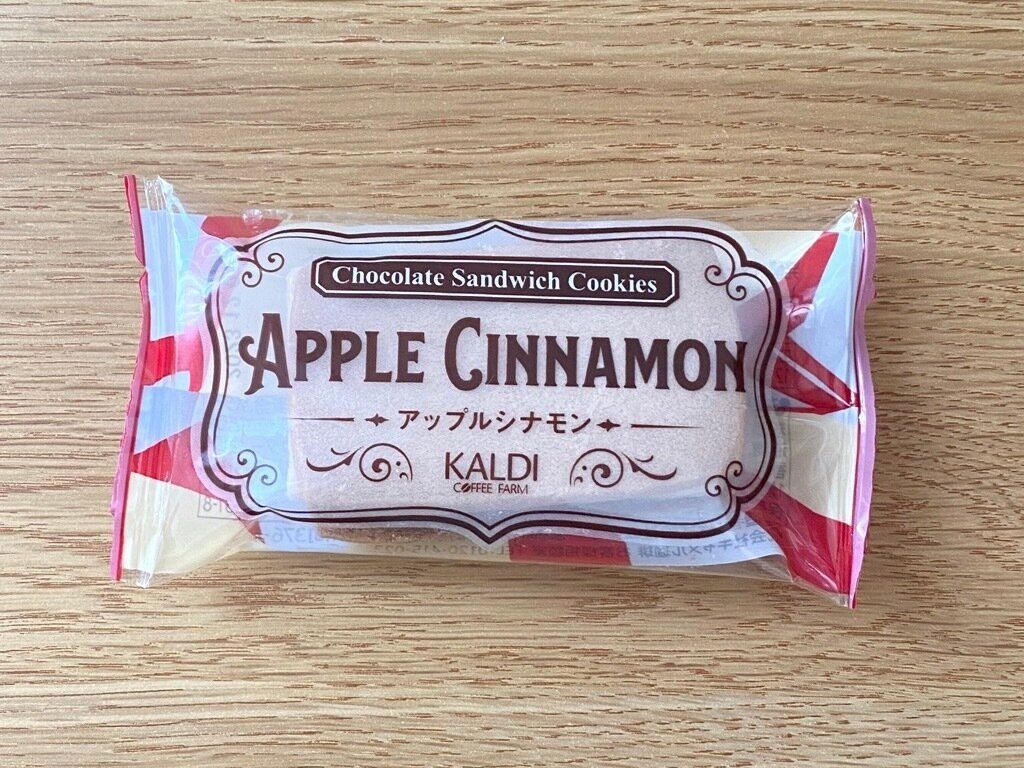 Chocolate Sandwich Cookies
APPLE CINNAMON
アップルシナモン
KALDI
COFFEE FARM